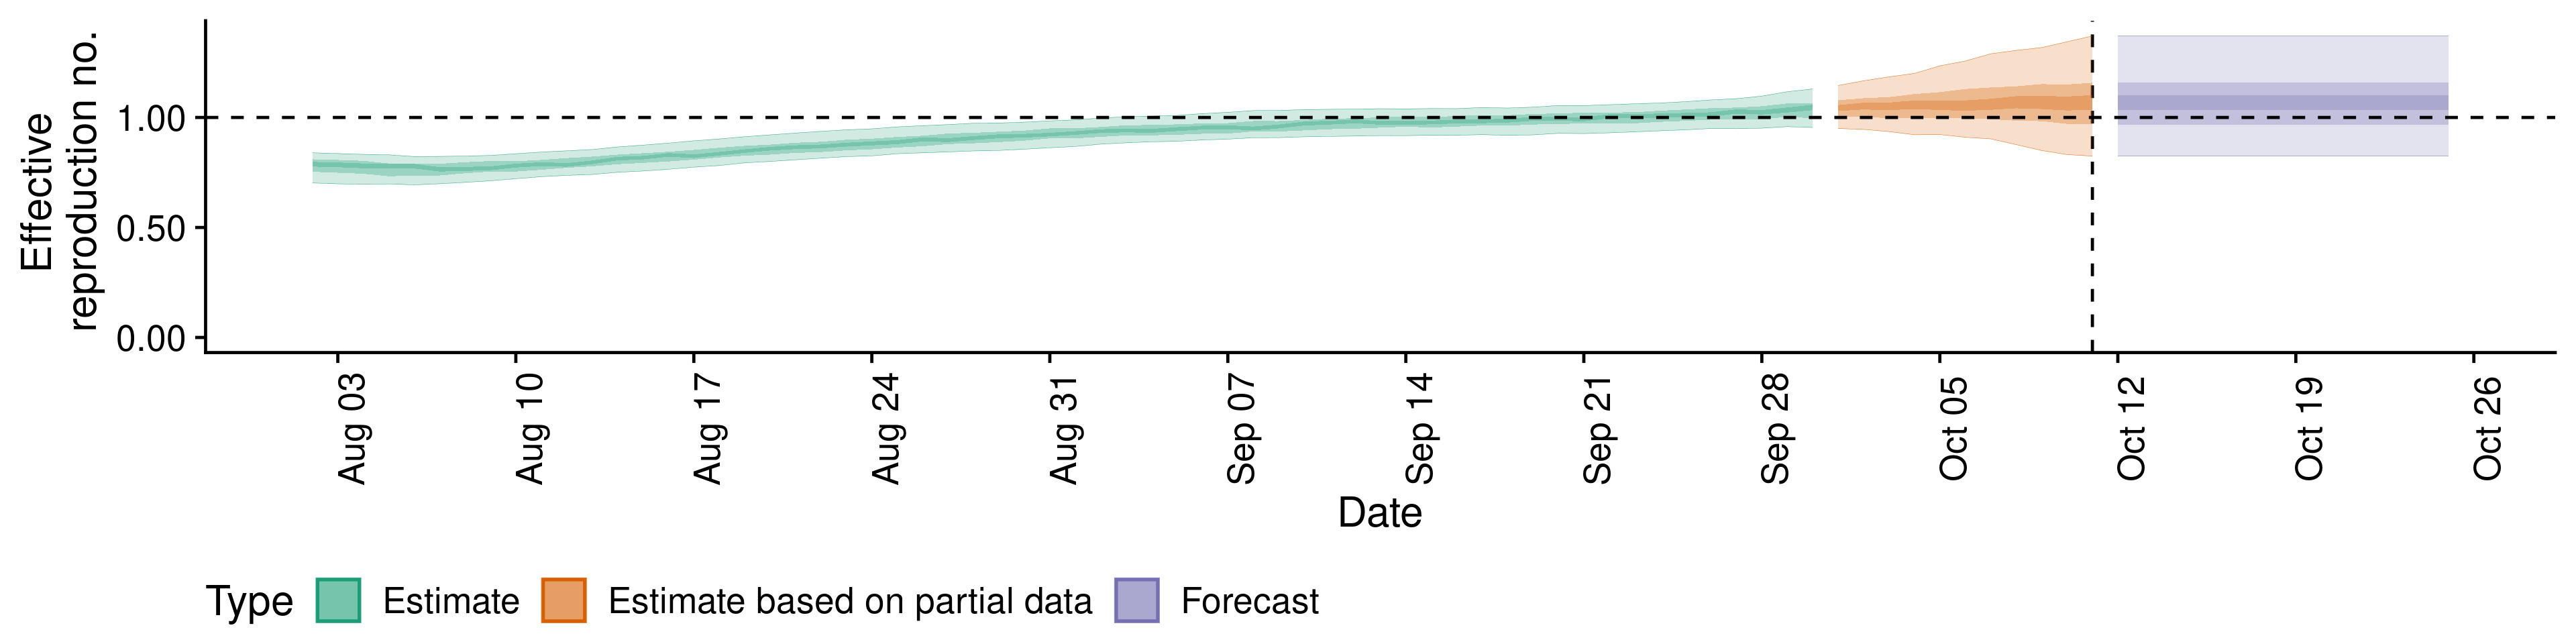 Effective
reproduction no.
1.00
0.50
0.00
Aug 03
Aug 10
Aug 17
Aug 24
Aug 31
Sep 07
Sep 14
Sep 21
Sep 28
Oct 05
Oct 12
Oct 19
Oct 26
Date
Type Estimate Estimate based on partial data Forecast